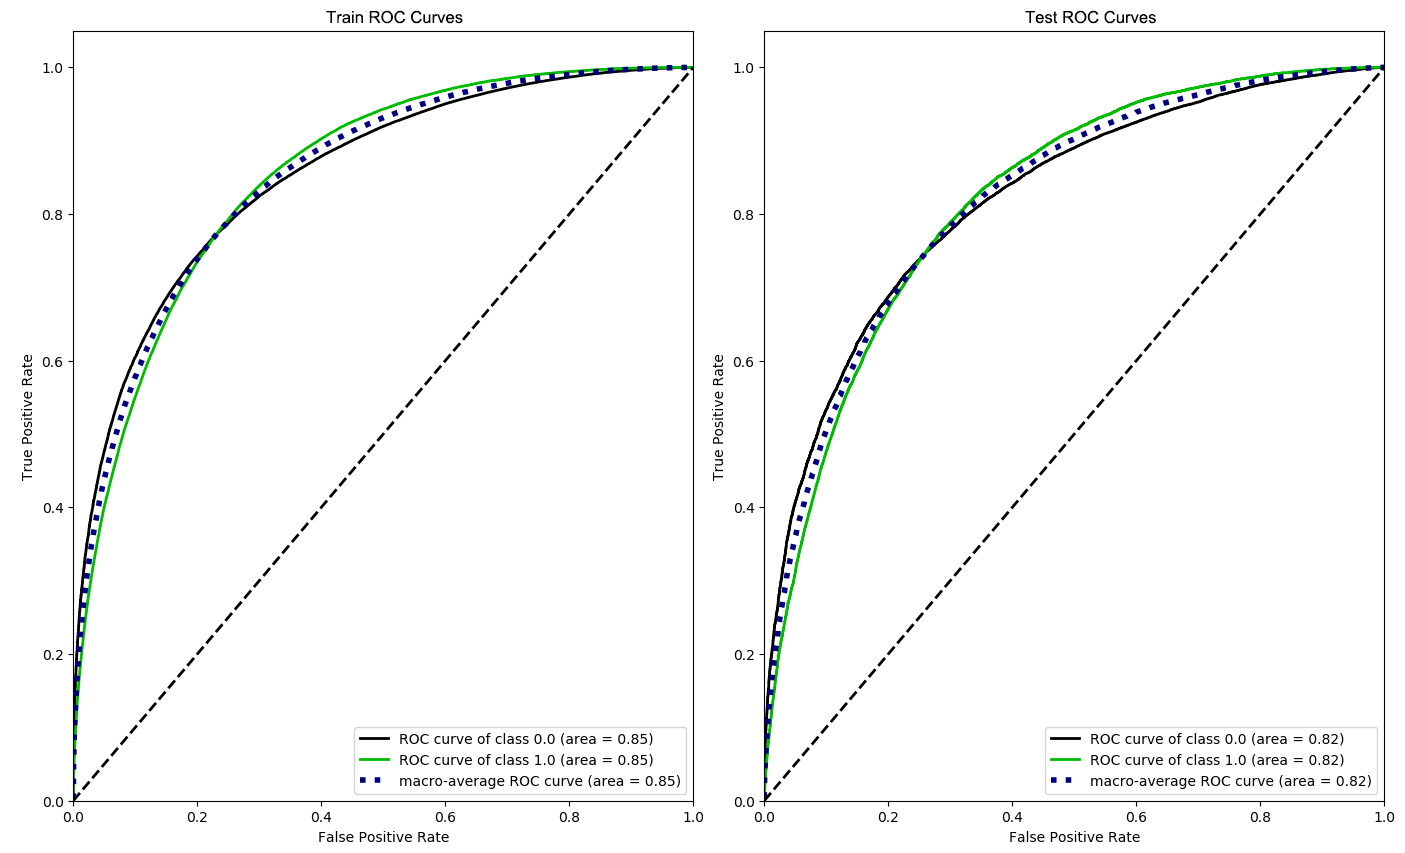 Train ROC Curves
1.0
0.8
0.6
0.4
0.2
0.0
True Positive Rate
ROC curve of class 0.0 (area = 0.85)
ROC curve of class 1.0 (area = 0.85)
macro-average ROC curve (area = 0.85)
0.0 0.2 0.4 0.6 0.8 1.0
False Positive Rate
Test ROC Curves
1.0
0.8
0.6
0.4
0.2
0.0
True Positive Rate
ROC curve of class 0.0 (area = 0.82)
ROC curve of class 1.0 (area = 0.82)
macro-average ROC curve (area = 0.82)
0.0 0.2 0.4 0.6 0.8 1.0
False Positive Rate